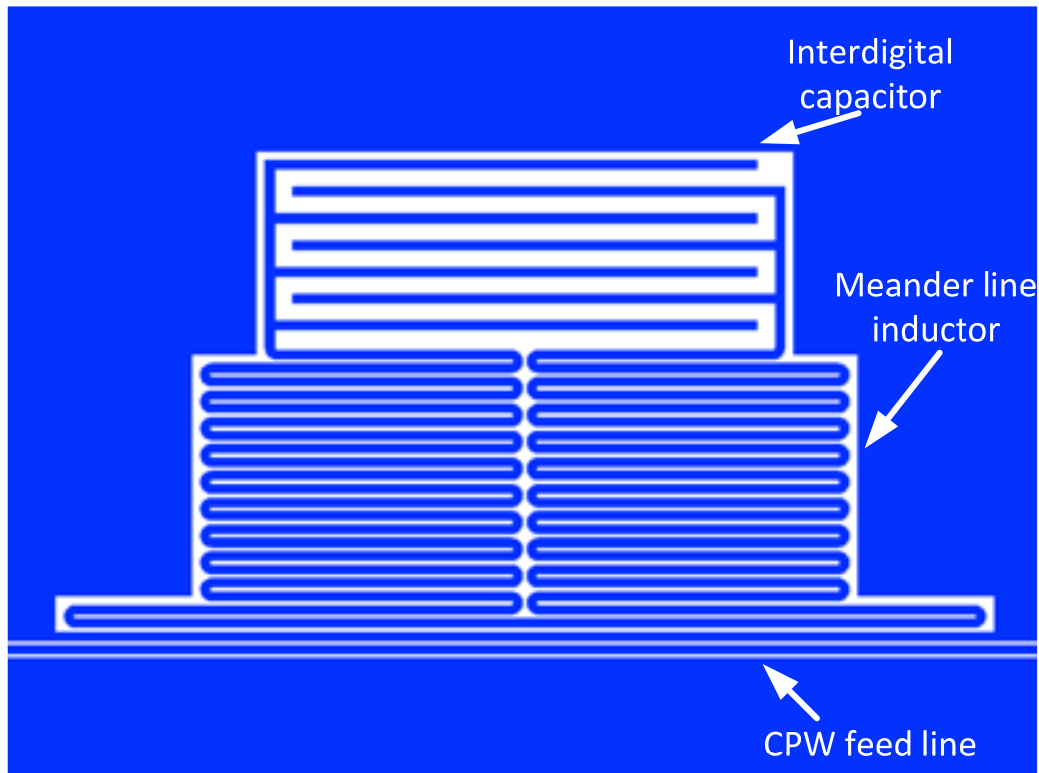 Interdigital
capacitor
Meander line
inductor
CPW feed line